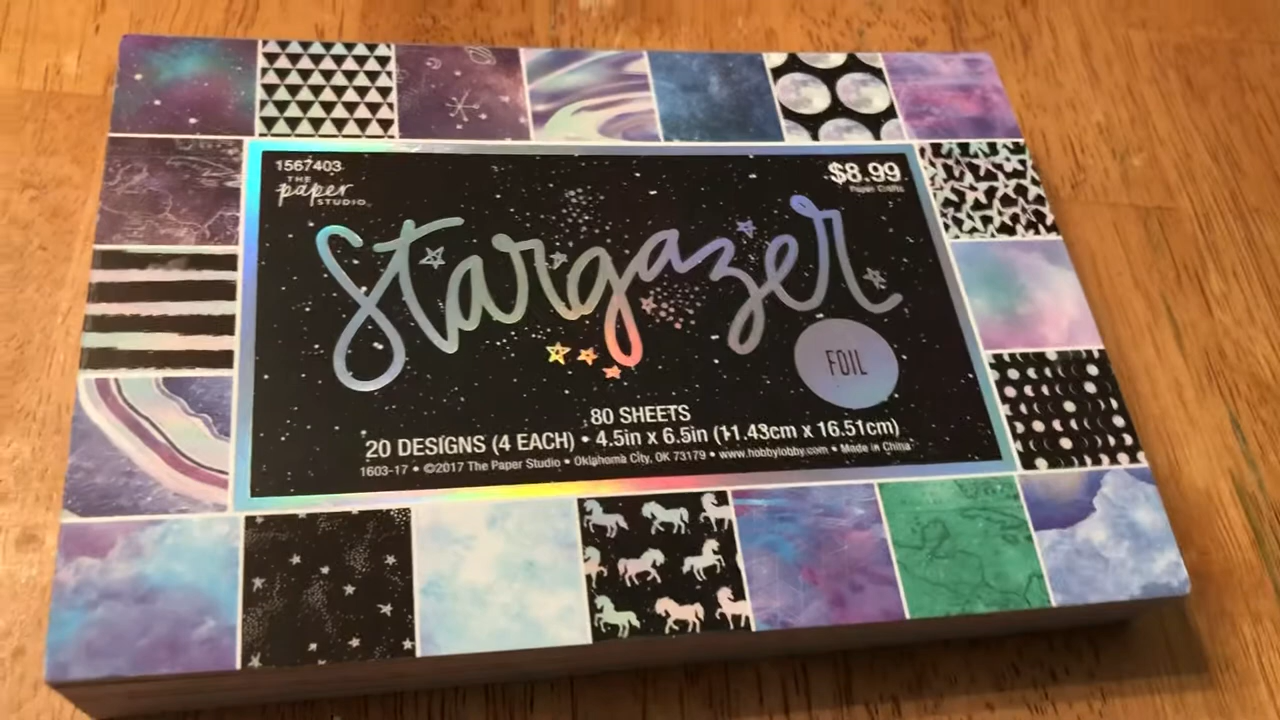 1567403
$8.99
Paper Crafts
THE
paper
STUDIO
Stargazer
FOIL
80 SHEETS
20 DESIGNS (4 EACH) • 4.5in x 6.5in (11.43cm x 16.51cm)
1603-17 • ©2017 The Paper Studio • Oklahoma City, OK 73179 • www.hobbylobby.com • Made in China